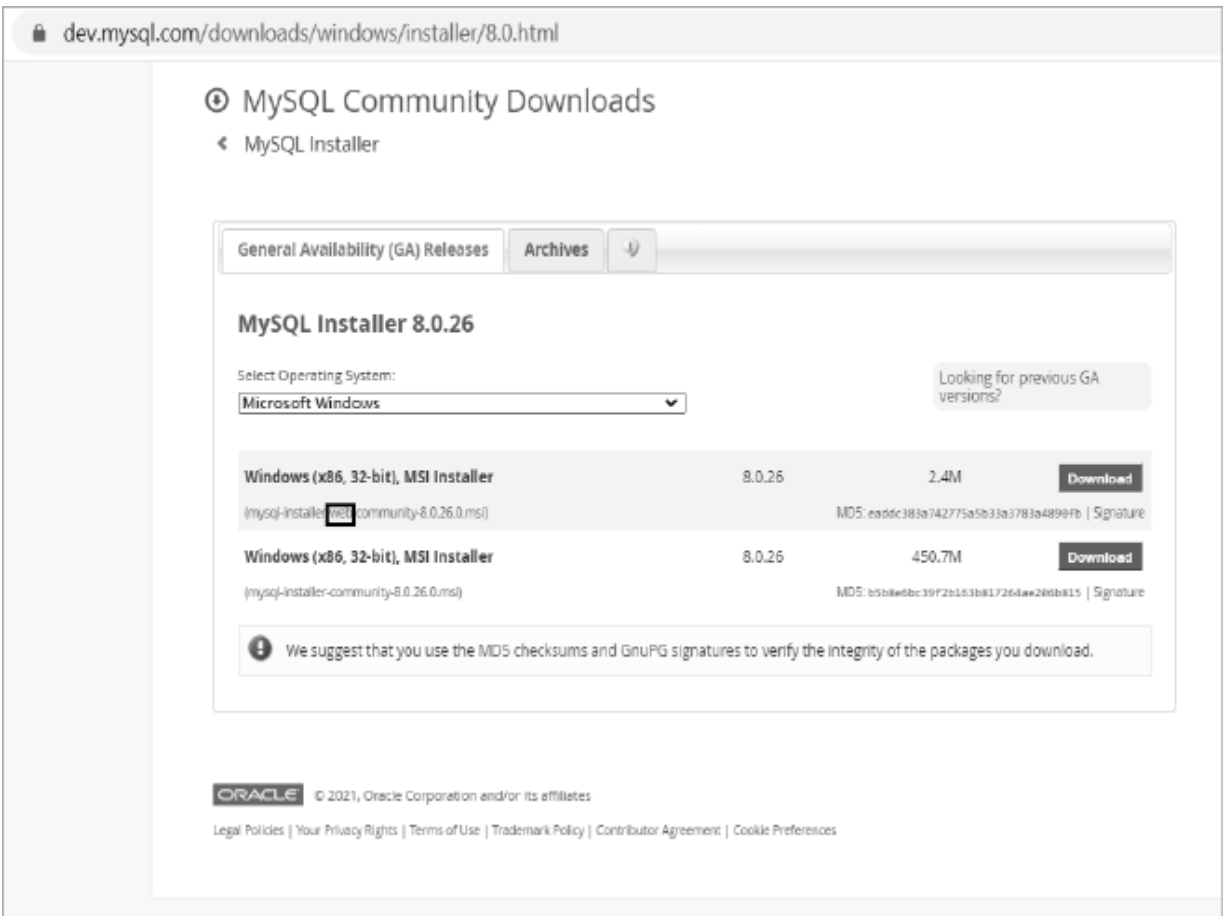 dev.mysql.com/downloads/windows/installer/8.0.html
MySQL Community Downloads
MySQL Installer
General Availability (GA) Releases Archives
MySQL Installer 8.0.26
Select Operating System:
Microsoft Windows
Looking for previous GA
versions?
Windows (x86, 32-bit), MSI Installer 8.0.26 2.4M Download
(mysql-installer-web-community-8.0.26.0.msi) MD5: | Signature
Windows (x86, 32-bit), MSI Installer 8.0.26 450.7M Download
(mysql-installer-community-8.0.26.0.msi) MD5: | Signature
We suggest that you use the MD5 checksums and GnuPG signatures to verify the integrity of the packages you download.
ORACLE © 2021, Oracle Corporation and/or its affiliates
Legal Policies | Your Privacy Rights | Terms of Use | Trademark Policy | Contributor Agreement | Cookie Preferences